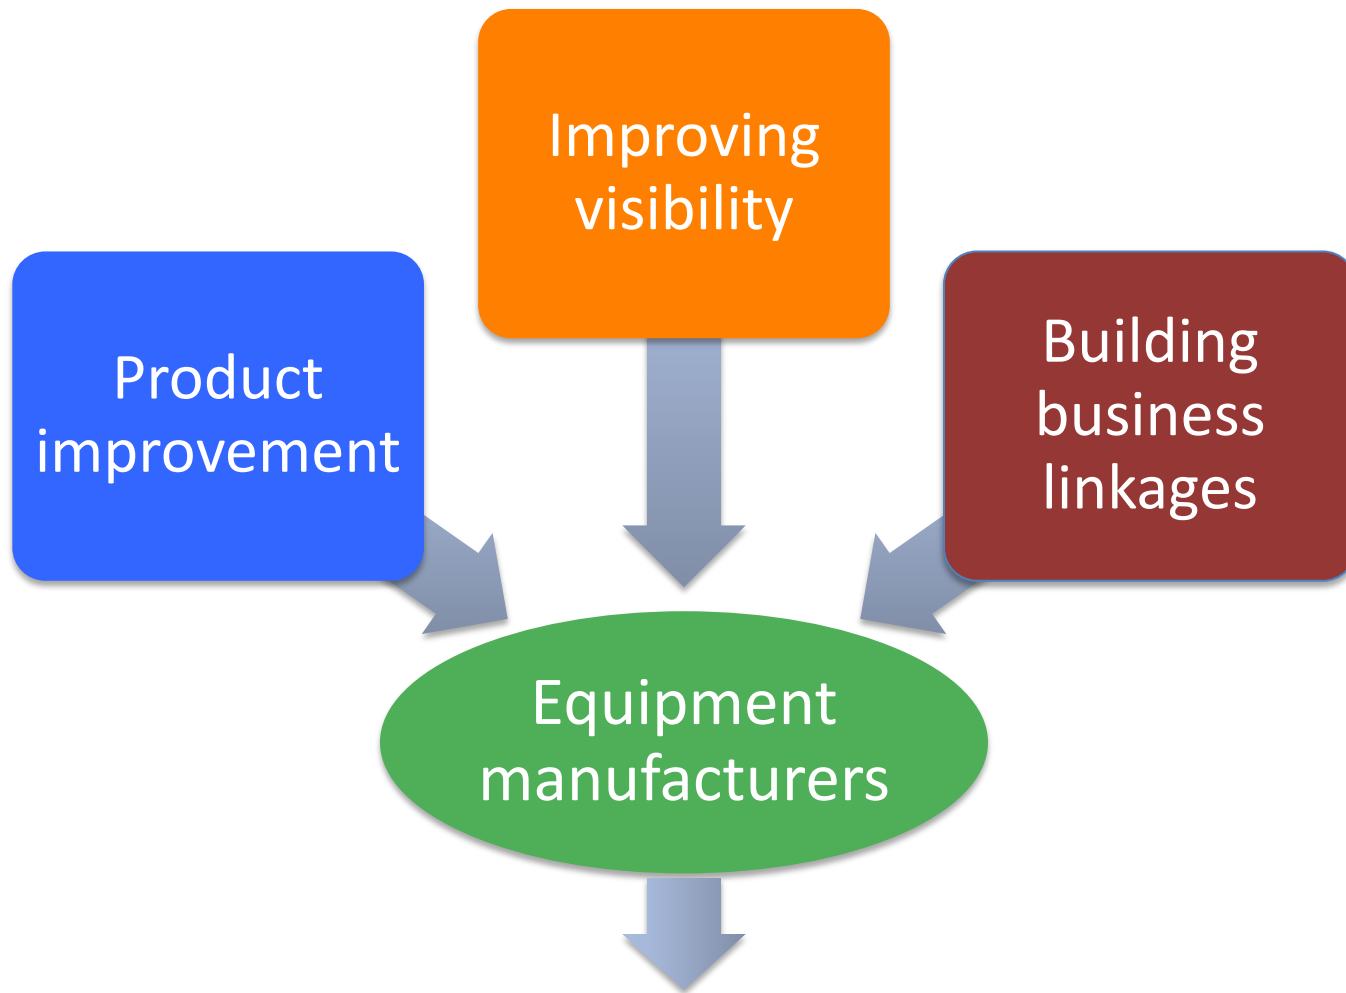 Improving
visibility
Product
improvement
Building
business
linkages
Equipment
manufacturers